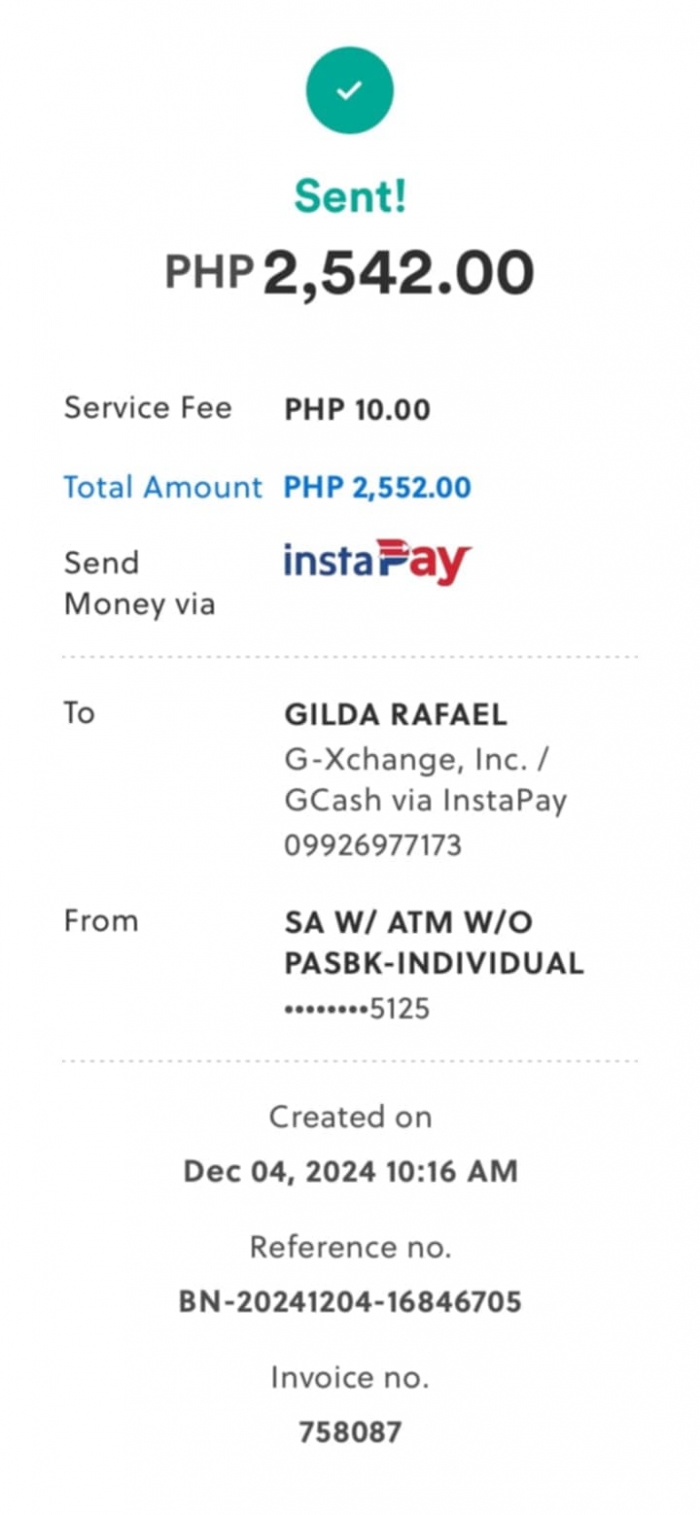 Sent!
PHP 2,542.00
Service Fee PHP 10.00
Total Amount PHP 2,552.00
Send
Money via
instaPay
To
GILDA RAFAEL
G-Xchange, Inc. /
GCash via InstaPay
09926977173
From
SA W/ ATM W/O
PASBK-INDIVIDUAL
••••••••5125
Created on
Dec 04, 2024 10:16 AM
Reference no.
BN-20241204-16846705
Invoice no.
758087